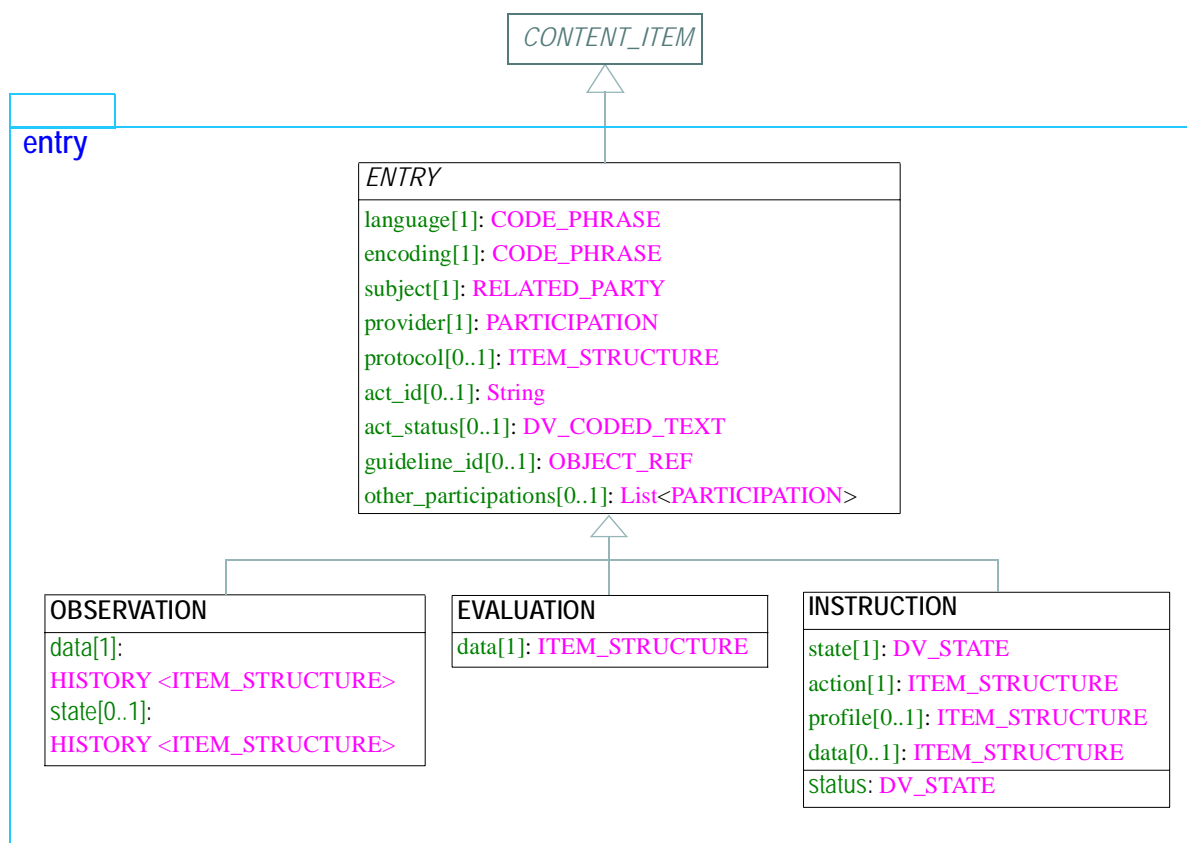 CONTENT_ITEM
entry
ENTRY
language[1]: CODE_PHRASE
encoding[1]: CODE_PHRASE
subject[1]: RELATED_PARTY
provider[1]: PARTICIPATION
protocol[0..1]: ITEM_STRUCTURE
act_id[0..1]: String
act_status[0..1]: DV_CODED_TEXT
guideline_id[0..1]: OBJECT_REF
other_participations[0..1]: List<PARTICIPATION>
OBSERVATION
data[1]:
HISTORY <ITEM_STRUCTURE>
state[0..1]:
HISTORY <ITEM_STRUCTURE>
EVALUATION
data[1]: ITEM_STRUCTURE
INSTRUCTION
state[1]: DV_STATE
action[1]: ITEM_STRUCTURE
profile[0..1]: ITEM_STRUCTURE
data[0..1]: ITEM_STRUCTURE
status: DV_STATE